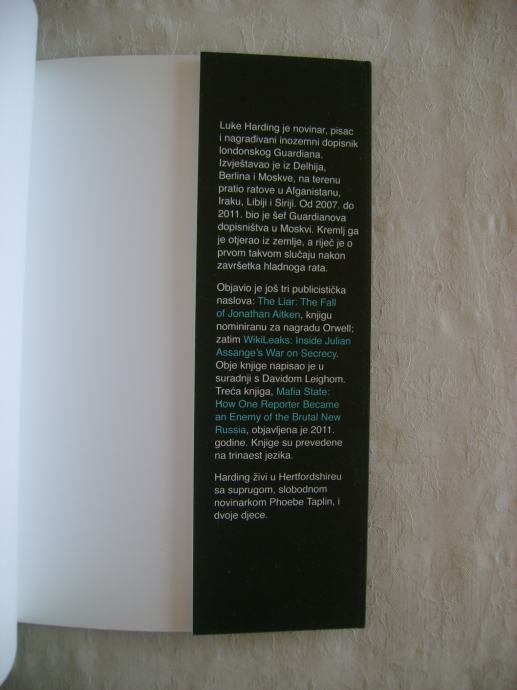 Luke Harding je novinar, pisac
i nagrađivani inozemni dopisnik
londonskog Guardiana.
Izvještavao je iz Delhija,
Berlina i Moskve, na terenu
pratio ratove u Afganistanu,
Iraku, Libiji i Siriji. Od 2007. do
2011. bio je šef Guardianova
dopisništva u Moskvi. Kremlj ga
je otjerao iz zemlje, a riječ je o
prvom takvom slučaju nakon
završetka hladnoga rata.
Objavio je još tri publicistička
naslova: The Liar: The Fall
of Jonathan Aitken, knjigu
nominiranu za nagradu Orwell;
zatim WikiLeaks: Inside Julian
Assange's War on Secrecy.
Obje knjige napisao je u
suradnji s Davidom Leighom.
Treća knjiga, Mafia State:
How One Reporter Became
an Enemy of the Brutal New
Russia, objavljena je 2011.
godine. Knjige su prevedene
na trinaest jezika.
Harding živi u Hertfordshireu
sa suprugom, slobodnom
novinarkom Phoebe Taplin, i
dvoje djece.